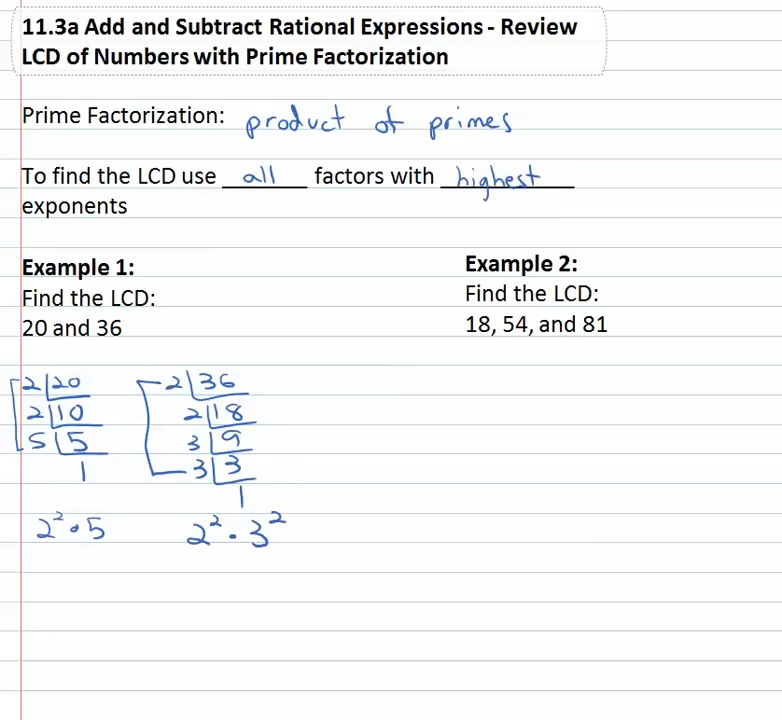 11.3a Add and Subtract Rational Expressions - Review
LCD of Numbers with Prime Factorization
Prime Factorization: product of primes
To find the LCD use all factors with highest
exponents
Example 1:
Find the LCD:
20 and 36
2|20
2|10
5|5
1
2² • 5
2|36
2|18
3|9
3|3
1
2² • 3²
Example 2:
Find the LCD:
18, 54, and 81